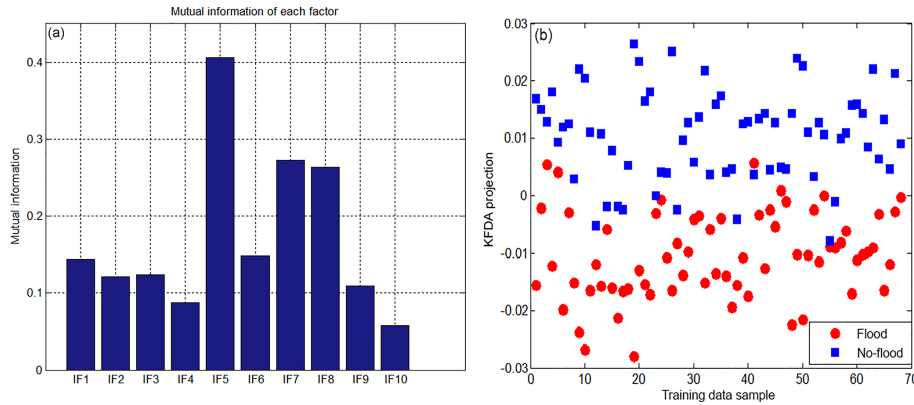 Mutual information of each factor
(a)
0.4
0.3
0.2
0.1
0
Mutual information
IF1 IF2 IF3 IF4 IF5 IF6 IF7 IF8 IF9 IF10
(b)
0.03
0.02
0.01
0
-0.01
-0.02
-0.03
KFDA projection
Flood
No-flood
0 10 20 30 40 50 60 70
Training data sample